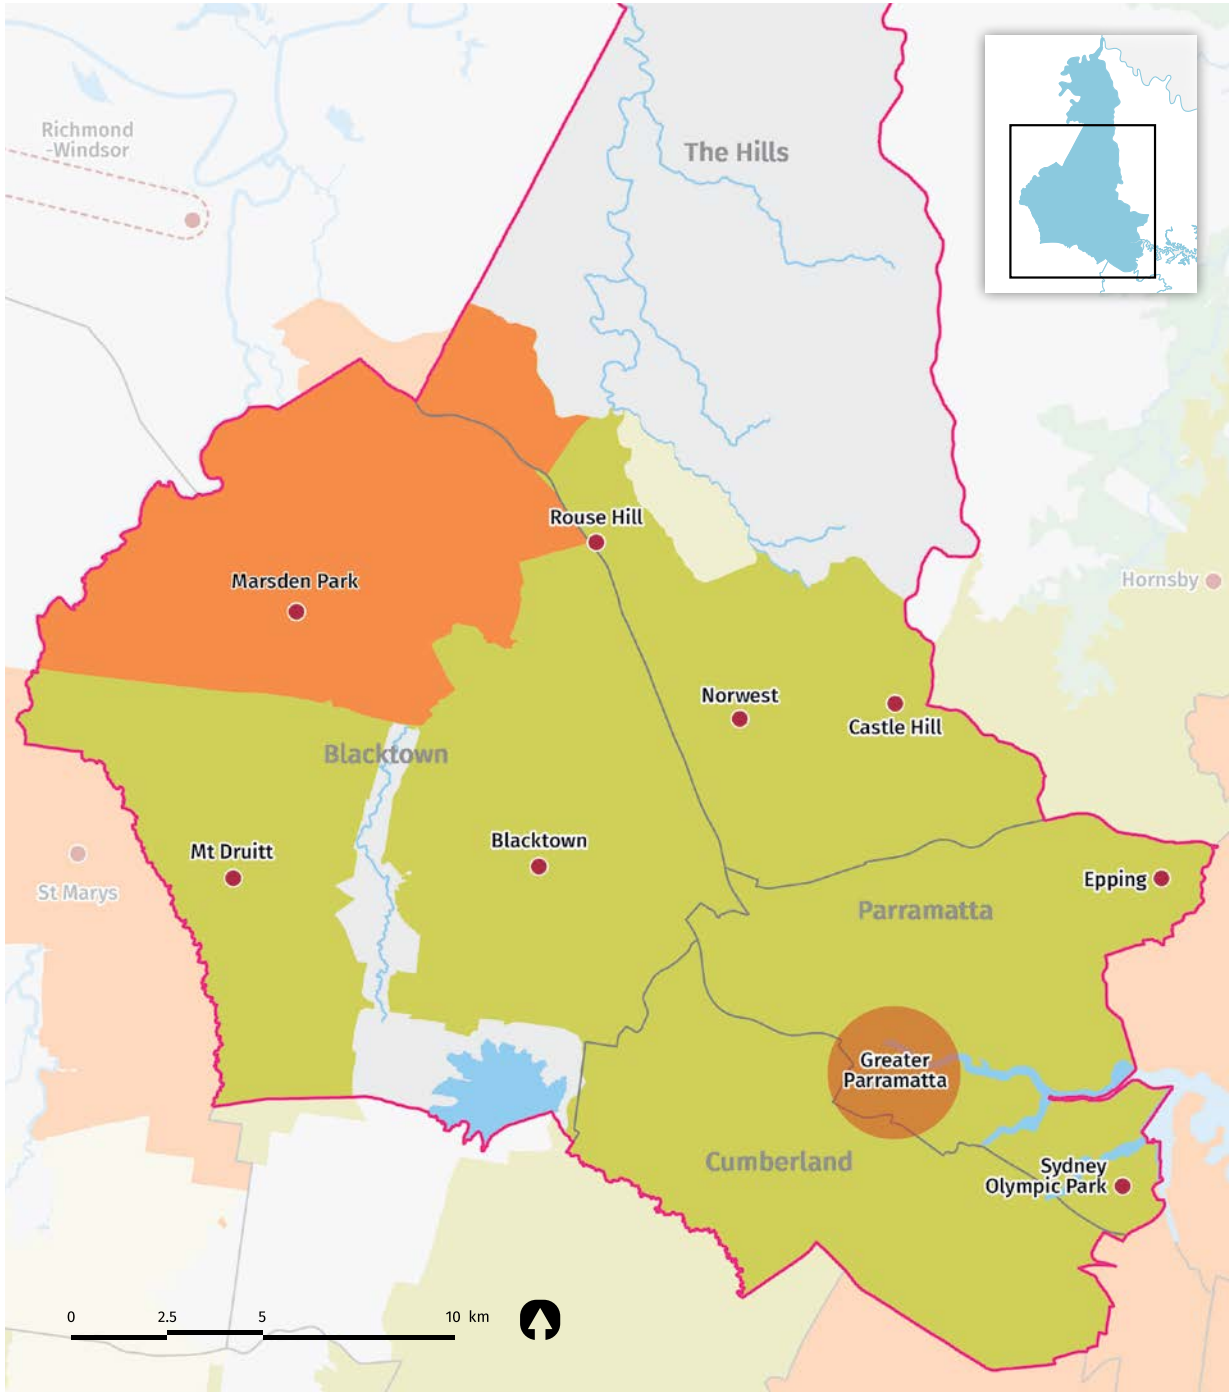 Richmond
-Windsor
The Hills
Rouse Hill
Marsden Park
Hornsby
Norwest
Castle Hill
Blacktown
Mt Druitt
Blacktown
St Marys
Epping
Parramatta
Greater
Parramatta
Cumberland
Sydney
Olympic Park
0 2.5 5 10 km